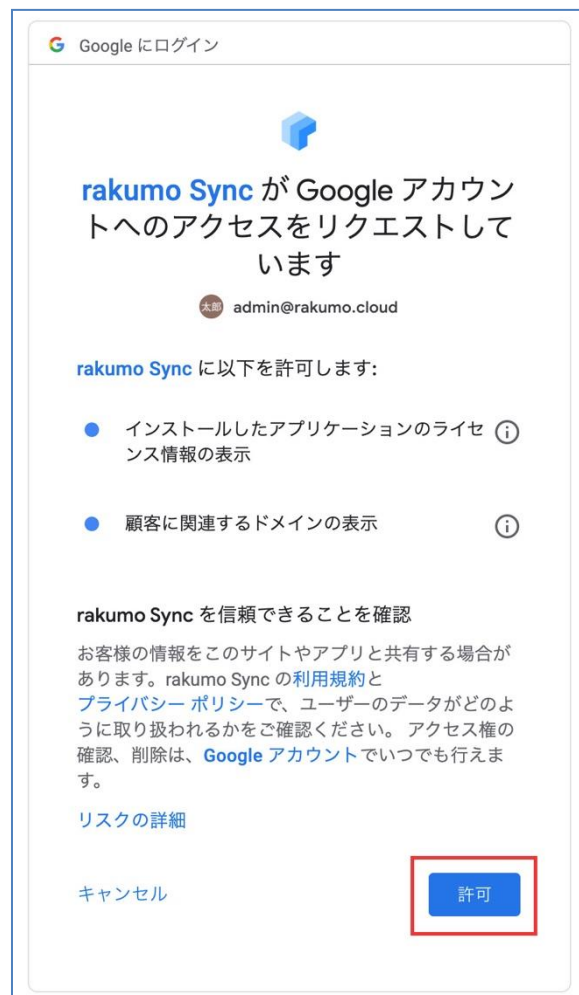 Google にログイン
rakumo Sync が Google アカウン
トへのアクセスをリクエストして
います
太郎 admin@rakumo.cloud
rakumo Sync に以下を許可します:
インストールしたアプリケーションのライセ
ンス情報の表示
顧客に関連するドメインの表示
rakumo Sync を信頼できることを確認
お客様の情報をこのサイトやアプリと共有する場合が
あります。rakumo Sync の利用規約と
プライバシー ポリシーで、ユーザーのデータがどのよ
うに取り扱われるかをご確認ください。 アクセス権の
確認、削除は、Google アカウントでいつでも行えま
す。
リスクの詳細
キャンセル
許可